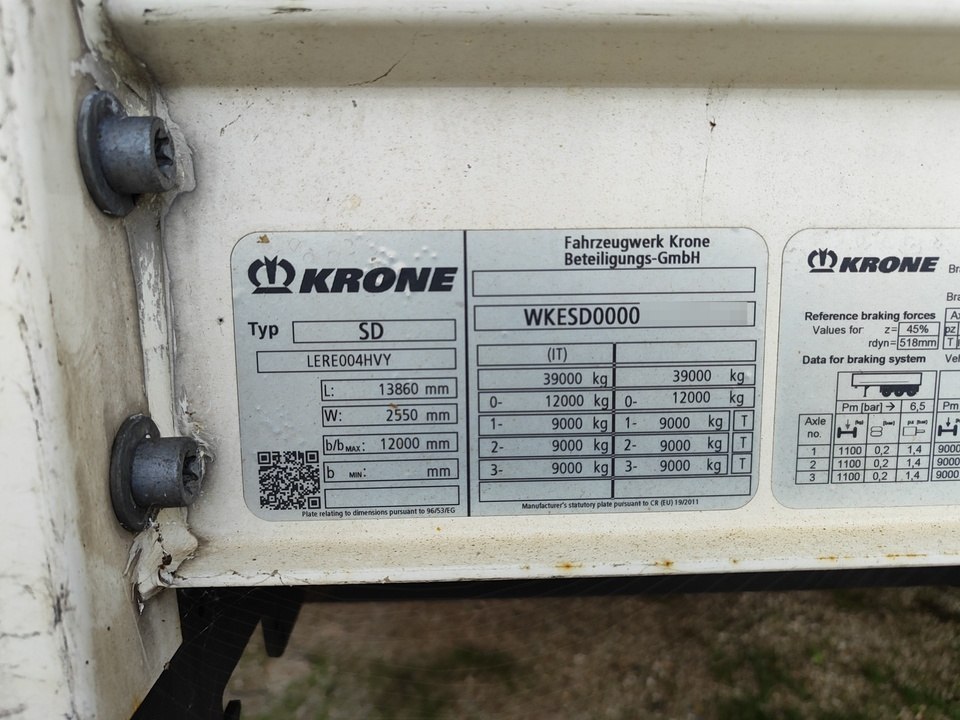 KRONE
Typ SD
LERE004HVY
L: 13860 mm
W: 2550 mm
b/b MAX: 12000 mm
b MIN: mm
Plate relating to dimensions pursuant to 96/53/EG
Fahrzeugwerk Krone
Beteiligungs-GmbH
WKESD0000
(IT)
39000 kg 39000 kg
0- 12000 kg 0- 12000 kg
1- 9000 kg 1- 9000 kg T
2- 9000 kg 2- 9000 kg T
3- 9000 kg 3- 9000 kg T
Manufacturer's statutory plate pursuant to CR (EU) 19/2011
KRONE
Reference braking forces
Values for z= 45%
rdyn= 518mm
Data for braking system
Pm [bar] → 6,5 Pm
Axle
no.
1 1100 0,2 1,4 9000
2 1100 0,2 1,4 9000
3 1100 0,2 1,4 9000